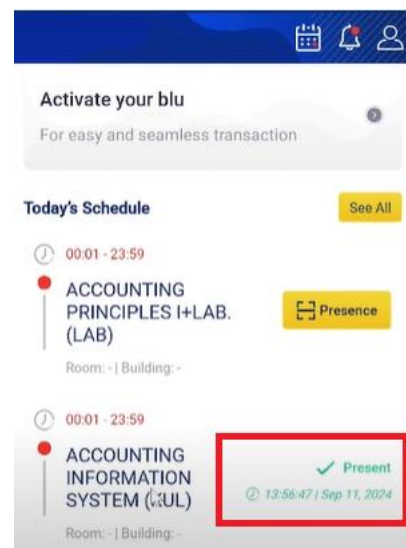 Activate your blu
For easy and seamless transaction
Today's Schedule
See All
00:01 - 23:59
ACCOUNTING
PRINCIPLES I+LAB.
(LAB)
Presence
Room: - | Building: -
00:01 - 23:59
ACCOUNTING
INFORMATION
SYSTEM (KUL)
Present
13:56:47 | Sep 11, 2024
Room: - | Building: -